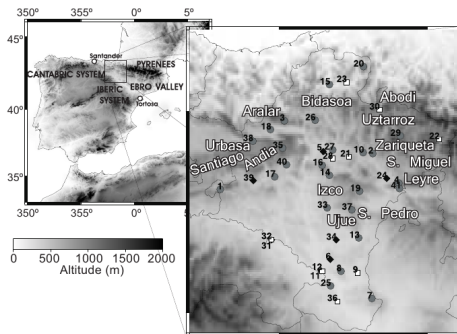 350° 355° 0° 5°
45°
40°
35°
Santander
PYRENEES
CANTABRIC SYSTEM
EBRO VALLEY
IBERIC
SYSTEM
Tortosa
350° 355° 0° 5°
0 500 1000 1500 2000
Altitude (m)
20
15 23
Bidasoa
30 Abodi
Aralar 3 26
Uztarroz
18
29 22
38
Urbasa 35 5 27 10 2 Zariqueta
28 21
Santiago Andia 40 16 S. Miguel
39 17 14 24 Leyre
1 Izco 19 4
33 37 S. Pedro
Ujue
32 34 13
31
6
12 8 9
11
25 7
36